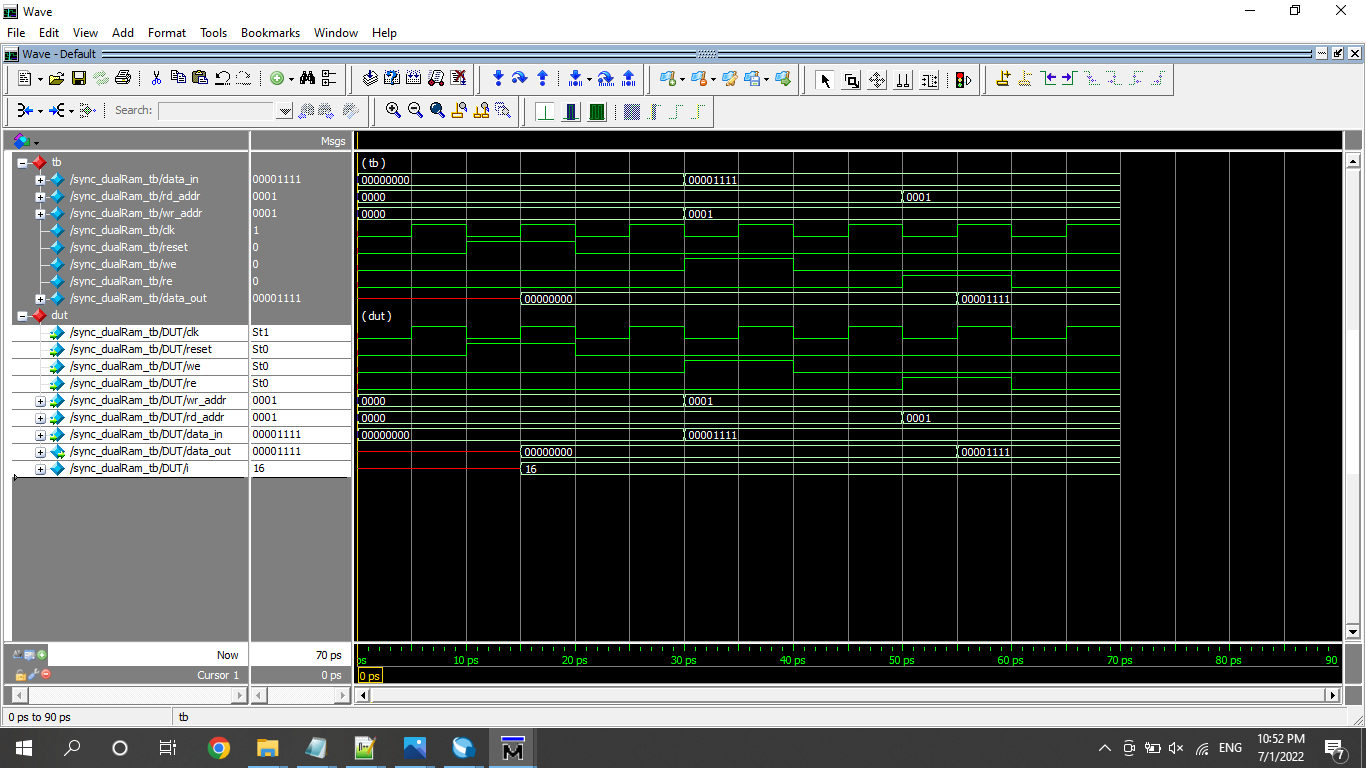 Wave
File Edit View Add Format Tools Bookmarks Window Help
Wave - Default
Search:
Msgs
tb (tb)
/sync_dualRam_tb/data_in 00001111 00000000 00001111
/sync_dualRam_tb/rd_addr 0001 0000 0001
/sync_dualRam_tb/wr_addr 0001 0000 0001
/sync_dualRam_tb/clk 1
/sync_dualRam_tb/reset 0
/sync_dualRam_tb/we 0
/sync_dualRam_tb/re 0
/sync_dualRam_tb/data_out 00001111 00000000 00001111
dut (dut)
/sync_dualRam_tb/DUT/clk St1
/sync_dualRam_tb/DUT/reset St0
/sync_dualRam_tb/DUT/we St0
/sync_dualRam_tb/DUT/re St0
/sync_dualRam_tb/DUT/wr_addr 0001 0000 0001
/sync_dualRam_tb/DUT/rd_addr 0001 0000 0001
/sync_dualRam_tb/DUT/data_in 00001111 00000000 00001111
/sync_dualRam_tb/DUT/data_out 00001111 00000000 00001111
/sync_dualRam_tb/DUT/i 16 16
Now 70 ps ps 10 ps 20 ps 30 ps 40 ps 50 ps 60 ps 70 ps 80 ps 90
Cursor 1 0 ps 0 ps
0 ps to 90 ps tb
ENG 10:52 PM
7/1/2022 7